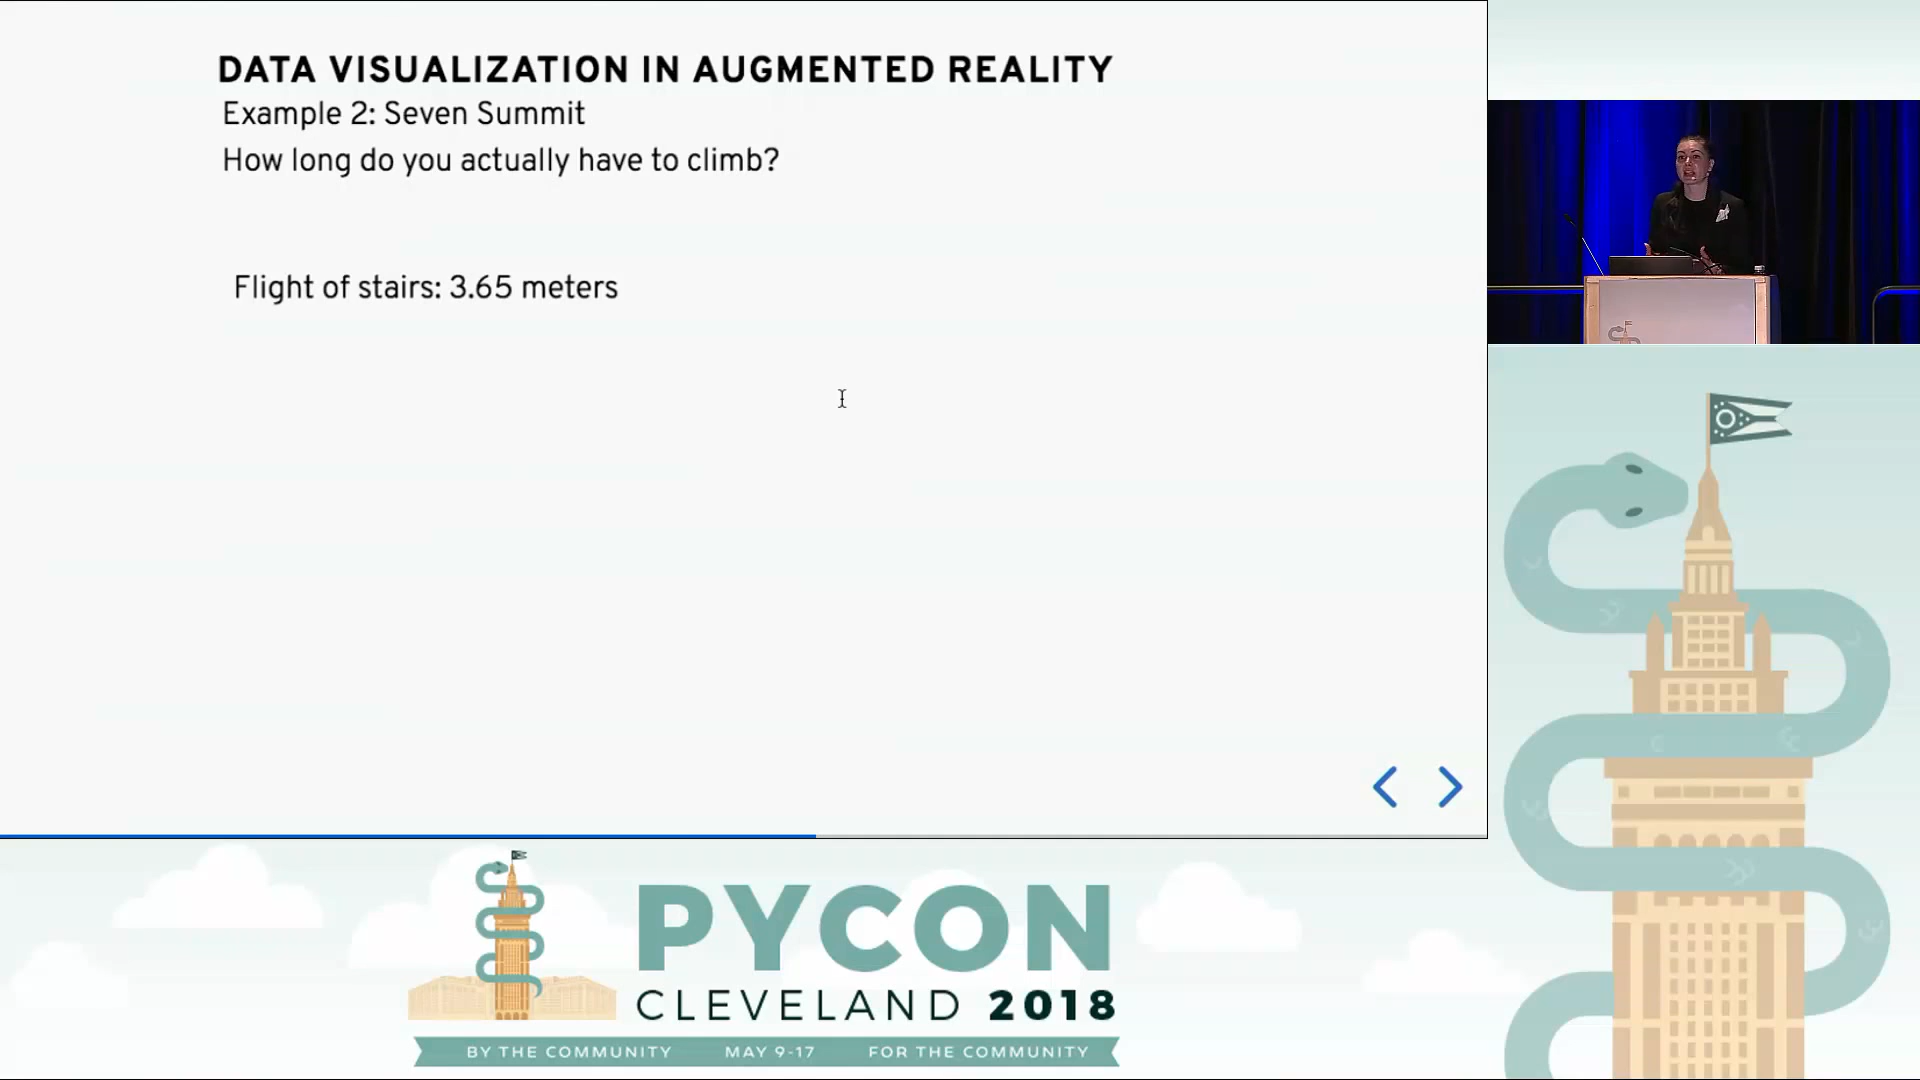 DATA VISUALIZATION IN AUGMENTED REALITY
Example 2: Seven Summit
How long do you actually have to climb?
Flight of stairs: 3.65 meters
PYCON
CLEVELAND 2018
BY THE COMMUNITY MAY 9-17 FOR THE COMMUNITY